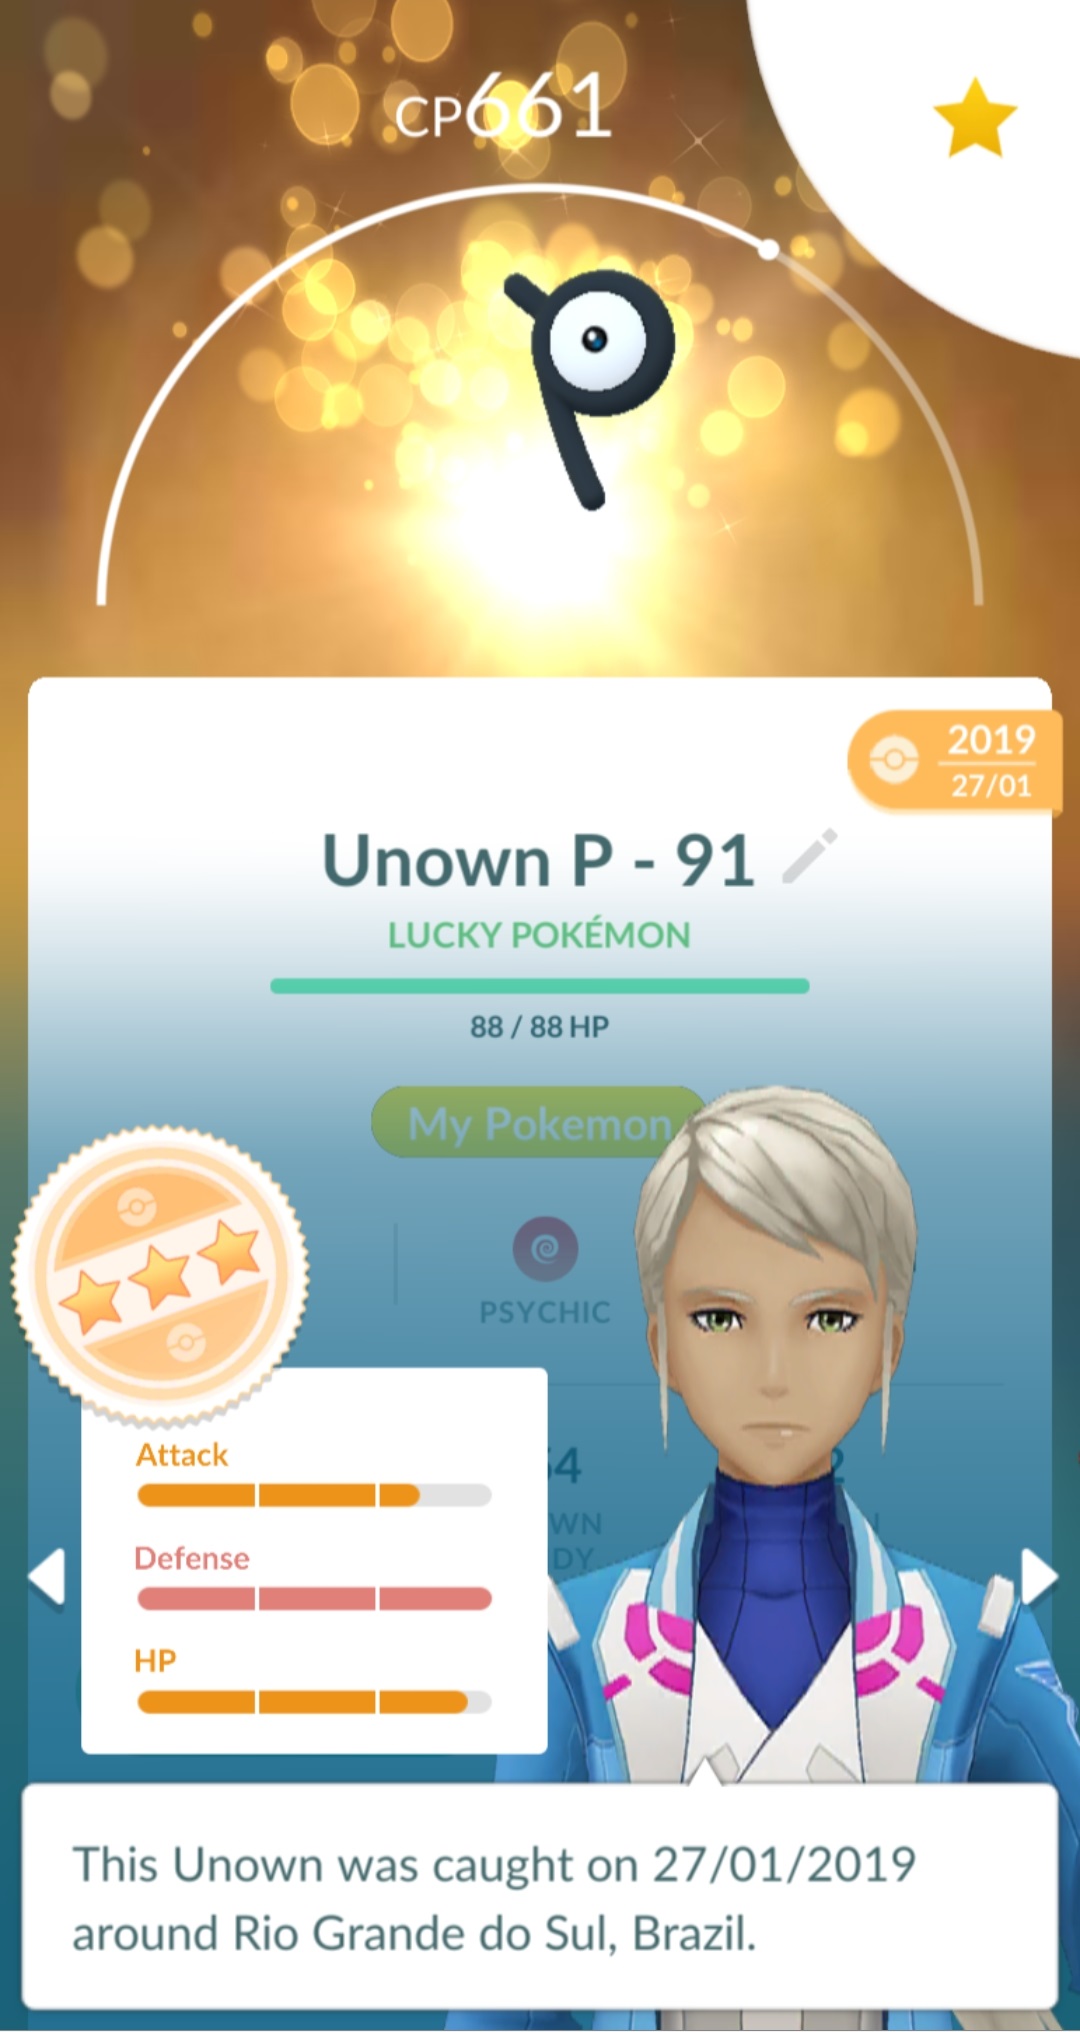 CP661
2019
27/01
Unown P - 91
LUCKY POKÉMON
88 / 88 HP
My Pokemon
PSYCHIC
Attack
Defense
HP
This Unown was caught on 27/01/2019
around Rio Grande do Sul, Brazil.